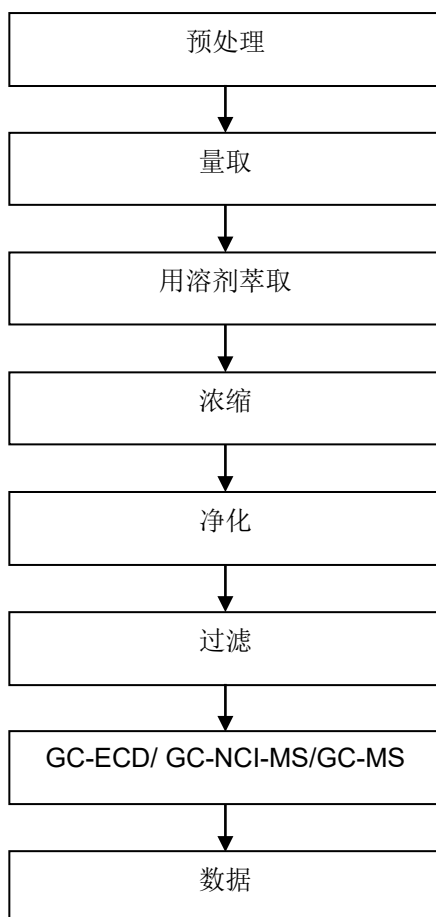 预处理
量取
用溶剂萃取
浓缩
净化
过滤
GC-ECD/ GC-NCI-MS/GC-MS
数据